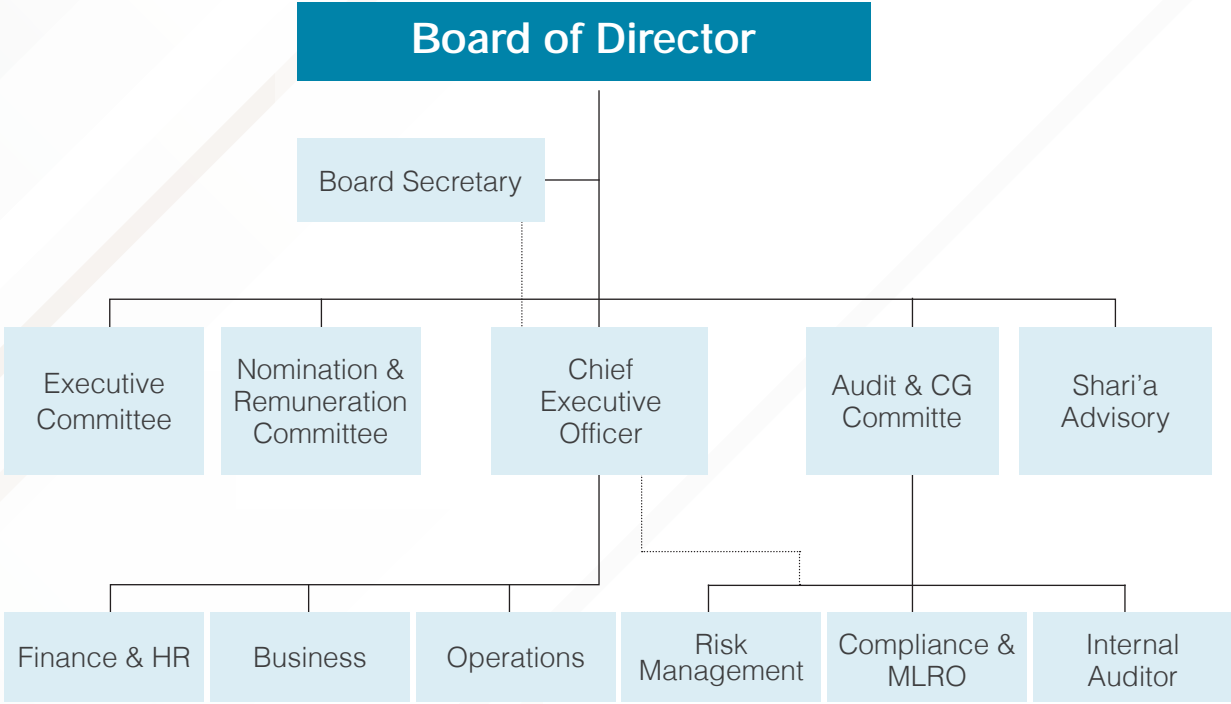 Board of Director
Board Secretary
Executive
Committee
Nomination &
Remuneration
Committee
Chief
Executive
Officer
Audit & CG
Committe
Shari’a
Advisory
Finance & HR
Business
Operations
Risk
Management
Compliance &
MLRO
Internal
Auditor